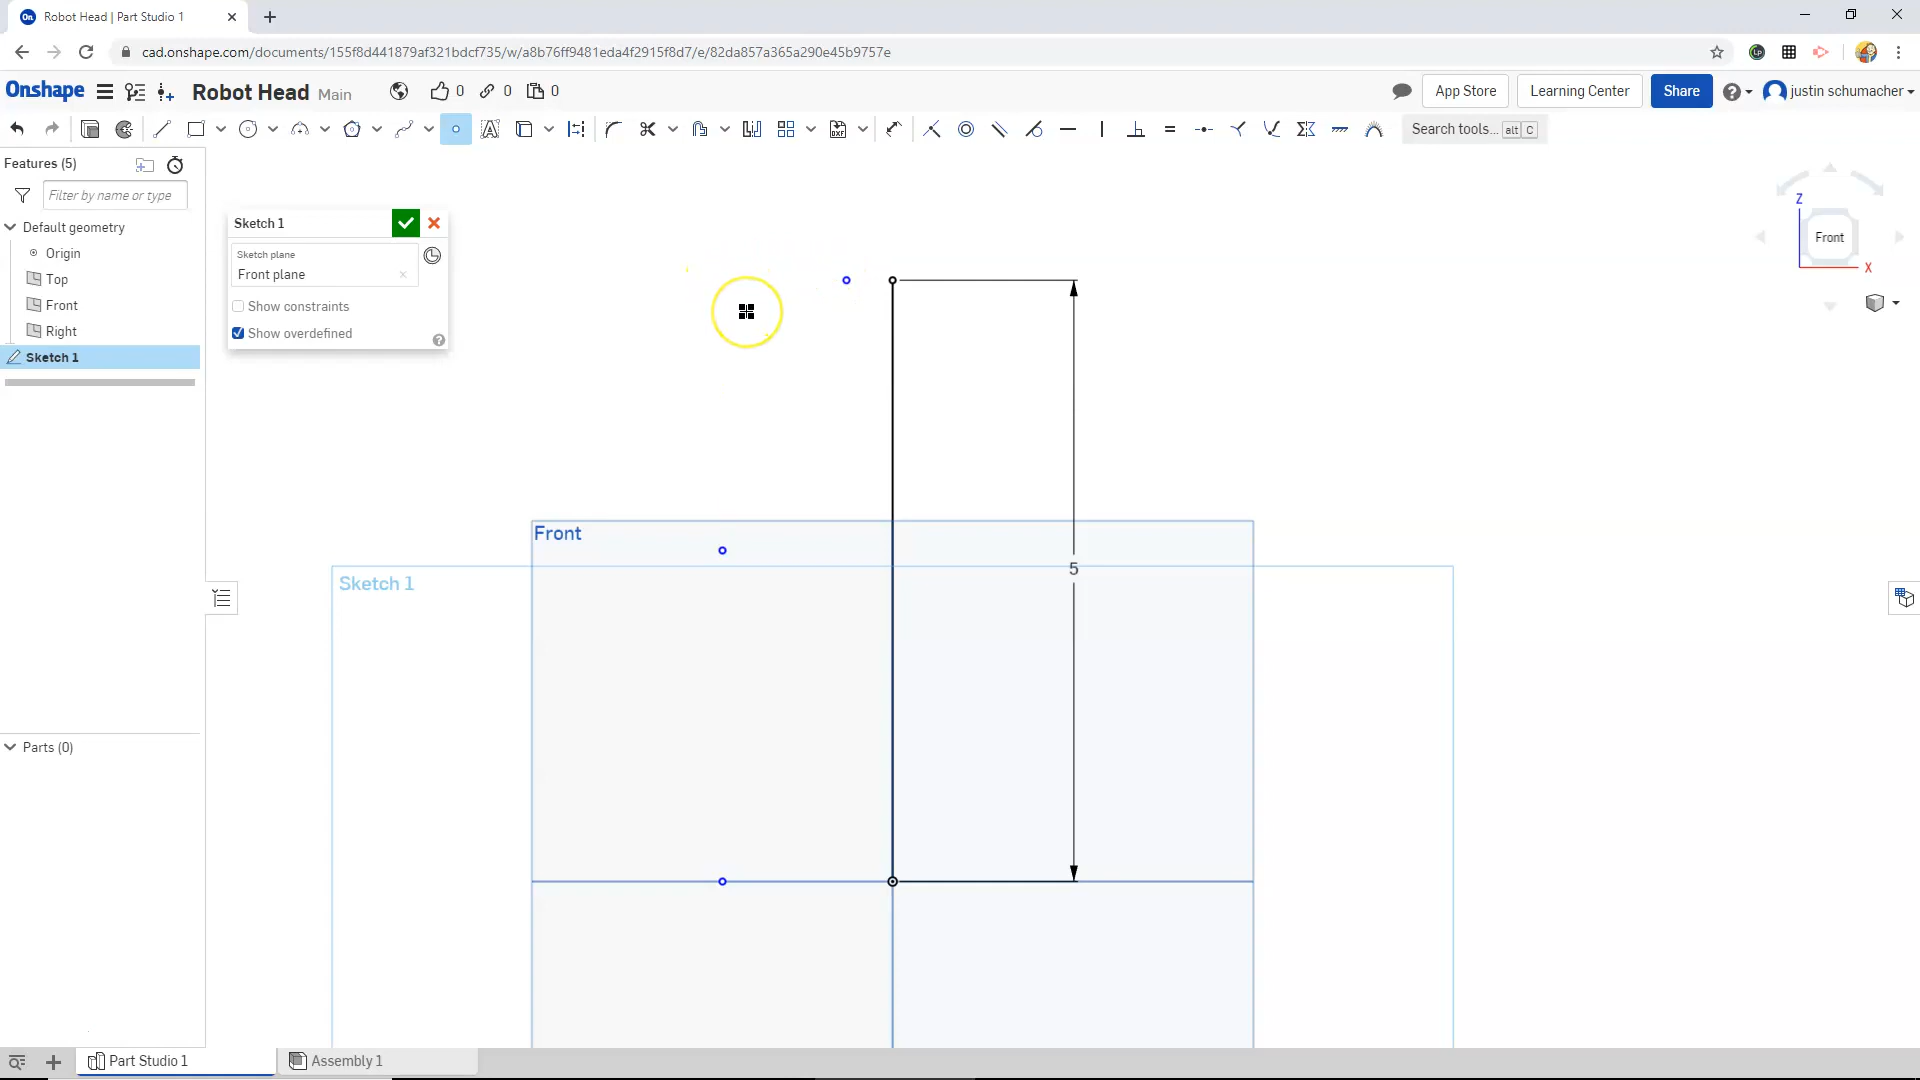 Robot Head | Part Studio 1
cad.onshape.com/documents/155f8d441879af321bdcf735/w/a8b76ff9481eda4f2915f8d7/e/82da857a365a290e45b9757e
Onshape Robot Head Main 0 0 0 App Store Learning Center Share justin schumacher
Search tools... alt C
Features (5)
Filter by name or type
Default geometry
Origin
Top
Front
Right
Sketch 1
Parts (0)
Sketch 1
Sketch plane
Front plane
Show constraints
Show overdefined
Front
Sketch 1
5
Z
Front
X
Part Studio 1
Assembly 1